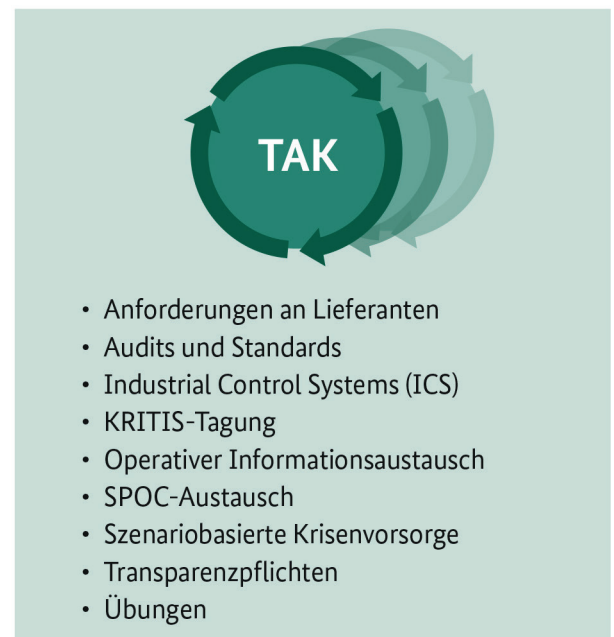 TAK
• Anforderungen an Lieferanten
• Audits und Standards
• Industrial Control Systems (ICS)
• KRITIS-Tagung
• Operativer Informationsaustausch
• SPOC-Austausch
• Szenariobasierte Krisenvorsorge
• Transparenzpflichten
• Übungen